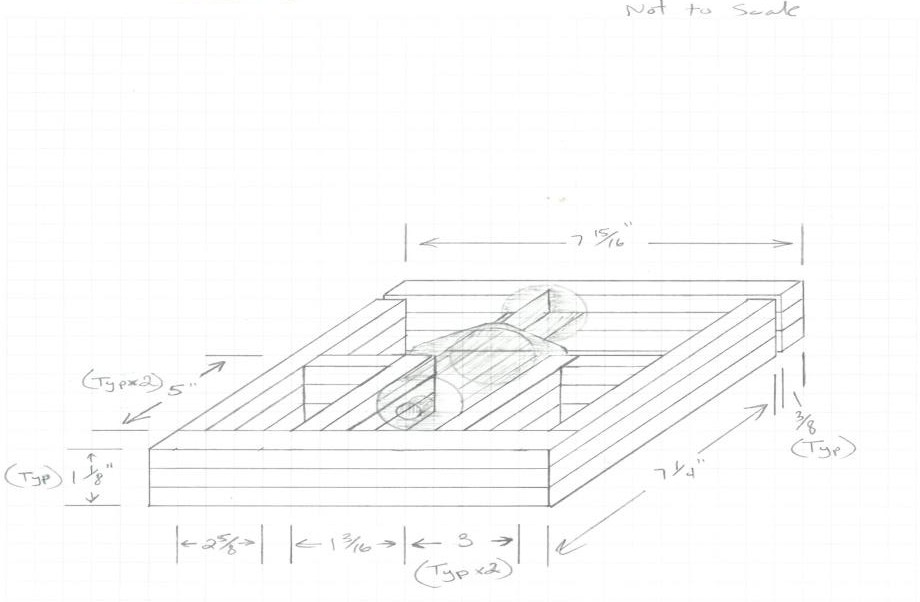 Not to Scale
7 15/16"
(Typ×2) 5"
3/8
(Typ)
7 1/4"
(Typ) 1 1/8"
2 5/8 1 3/16 3
(Typ x2)